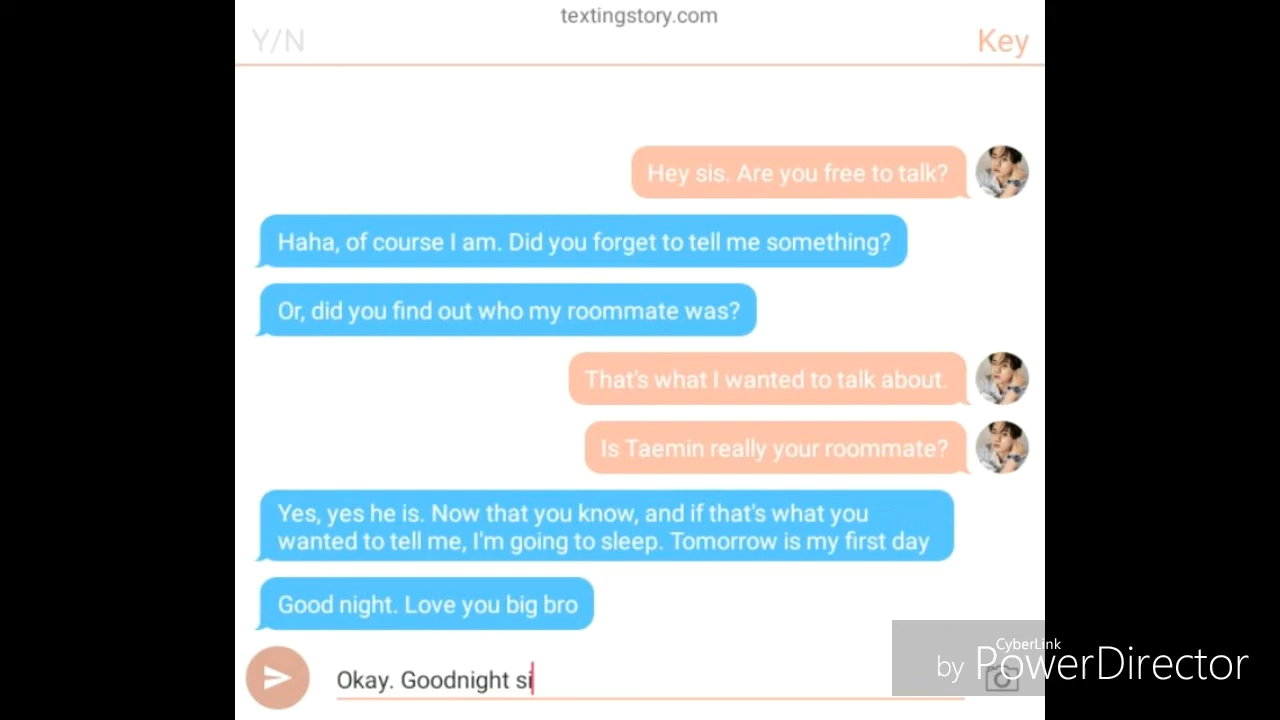 textingstory.com
Y/N
Key
Hey sis. Are you free to talk?
Haha, of course I am. Did you forget to tell me something?
Or, did you find out who my roommate was?
That's what I wanted to talk about.
Is Taemin really your roommate?
Yes, yes he is. Now that you know, and if that's what you
wanted to tell me, I'm going to sleep. Tomorrow is my first day
Good night. Love you big bro
Okay. Goodnight si
CyberLink
by PowerDirector